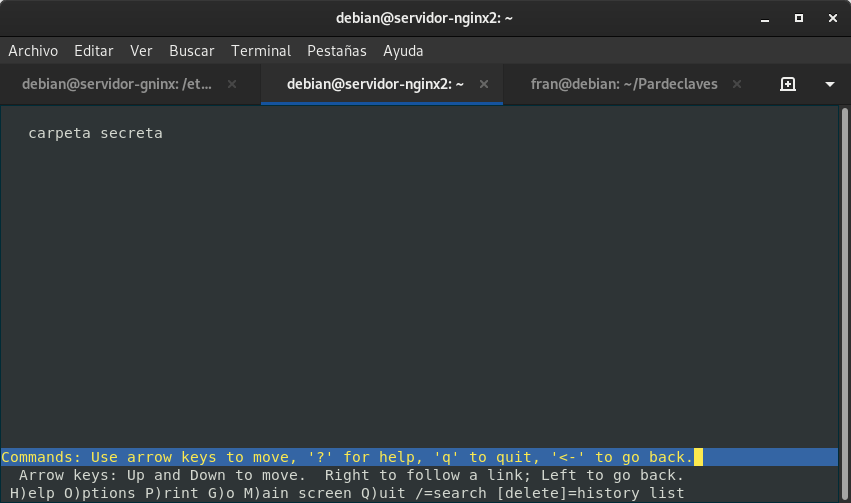 debian@servidor-nginx2: ~
Archivo Editar Ver Buscar Terminal Pestañas Ayuda
debian@servidor-gninx: /et... debian@servidor-nginx2: ~ fran@debian: ~/Pardeclaves
carpeta secreta
Commands: Use arrow keys to move, '?' for help, 'q' to quit, '<-' to go back.
Arrow keys: Up and Down to move.  Right to follow a link; Left to go back.
H)elp O)ptions P)rint G)o M)ain screen Q)uit /=search [delete]=history list